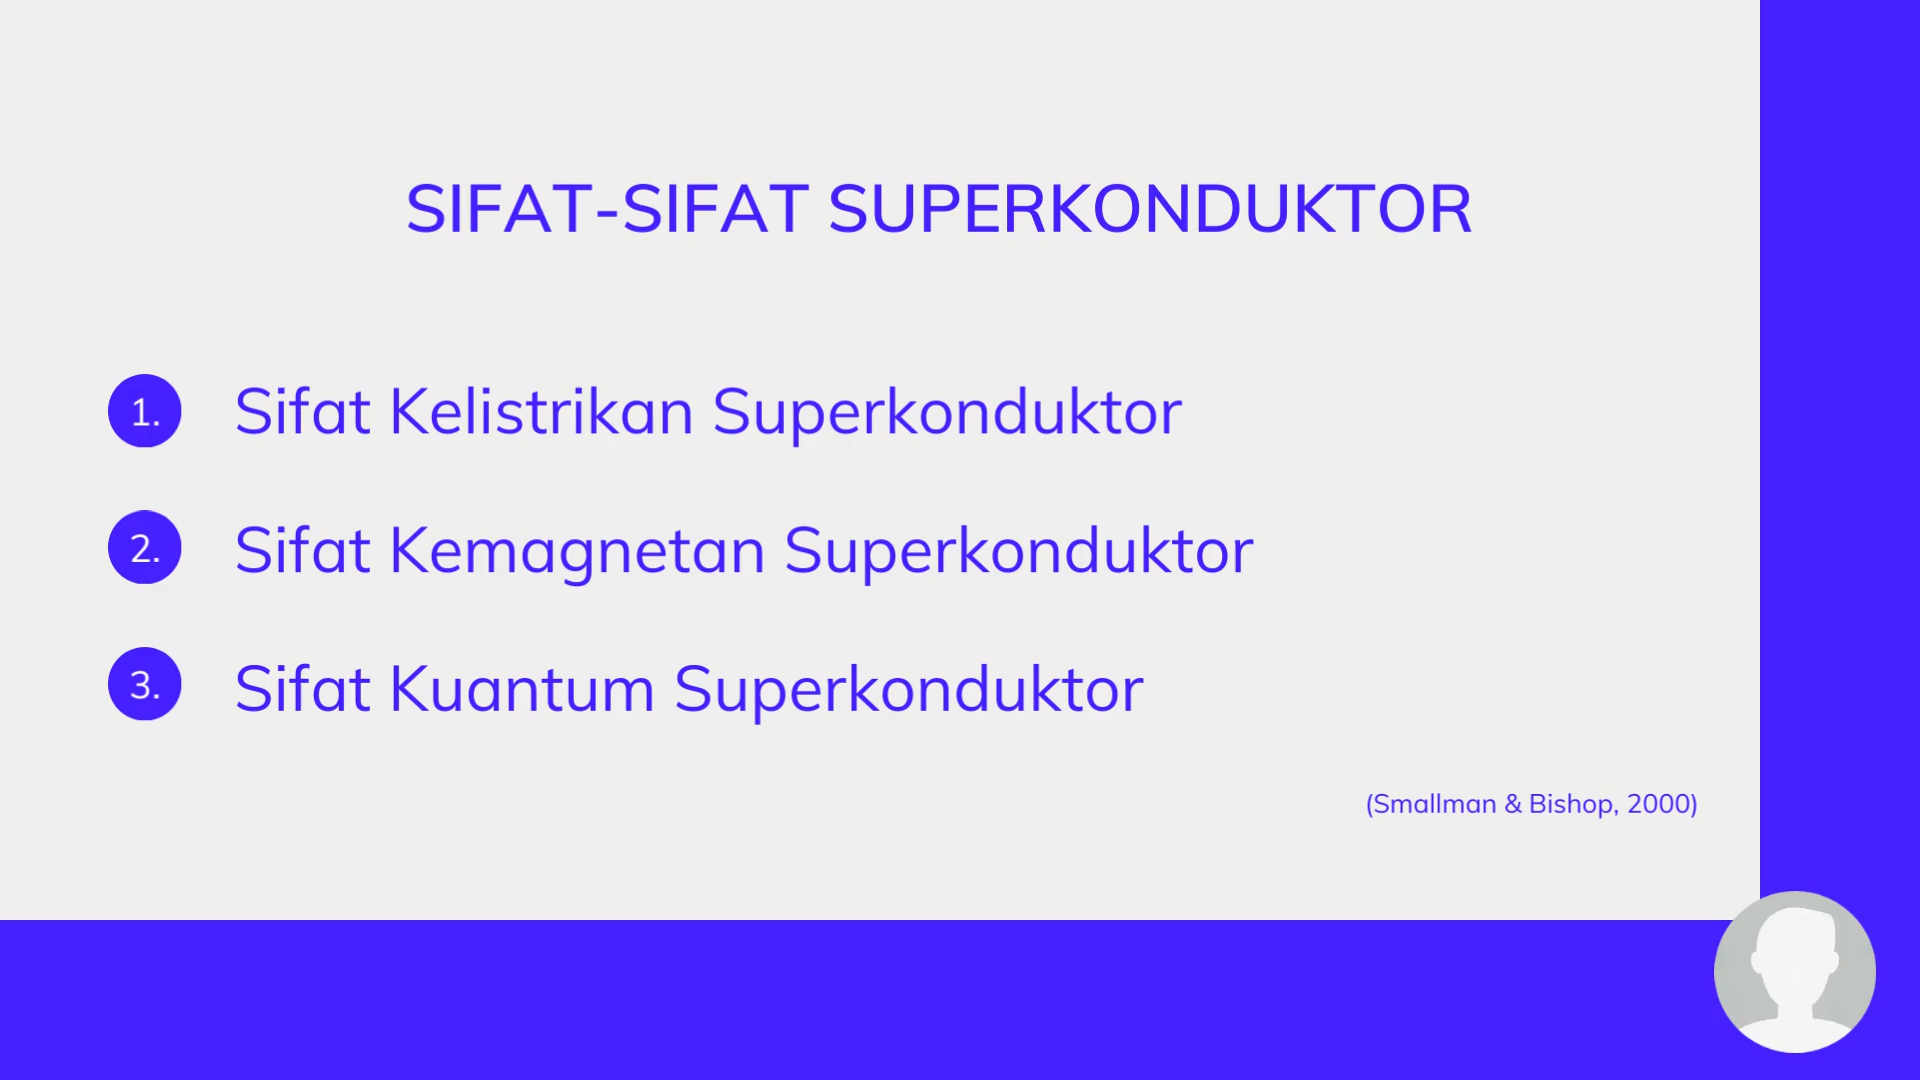 SIFAT-SIFAT SUPERKONDUKTOR
1. Sifat Kelistrikan Superkonduktor
2. Sifat Kemagnetan Superkonduktor
3. Sifat Kuantum Superkonduktor
(Smallman & Bishop, 2000)